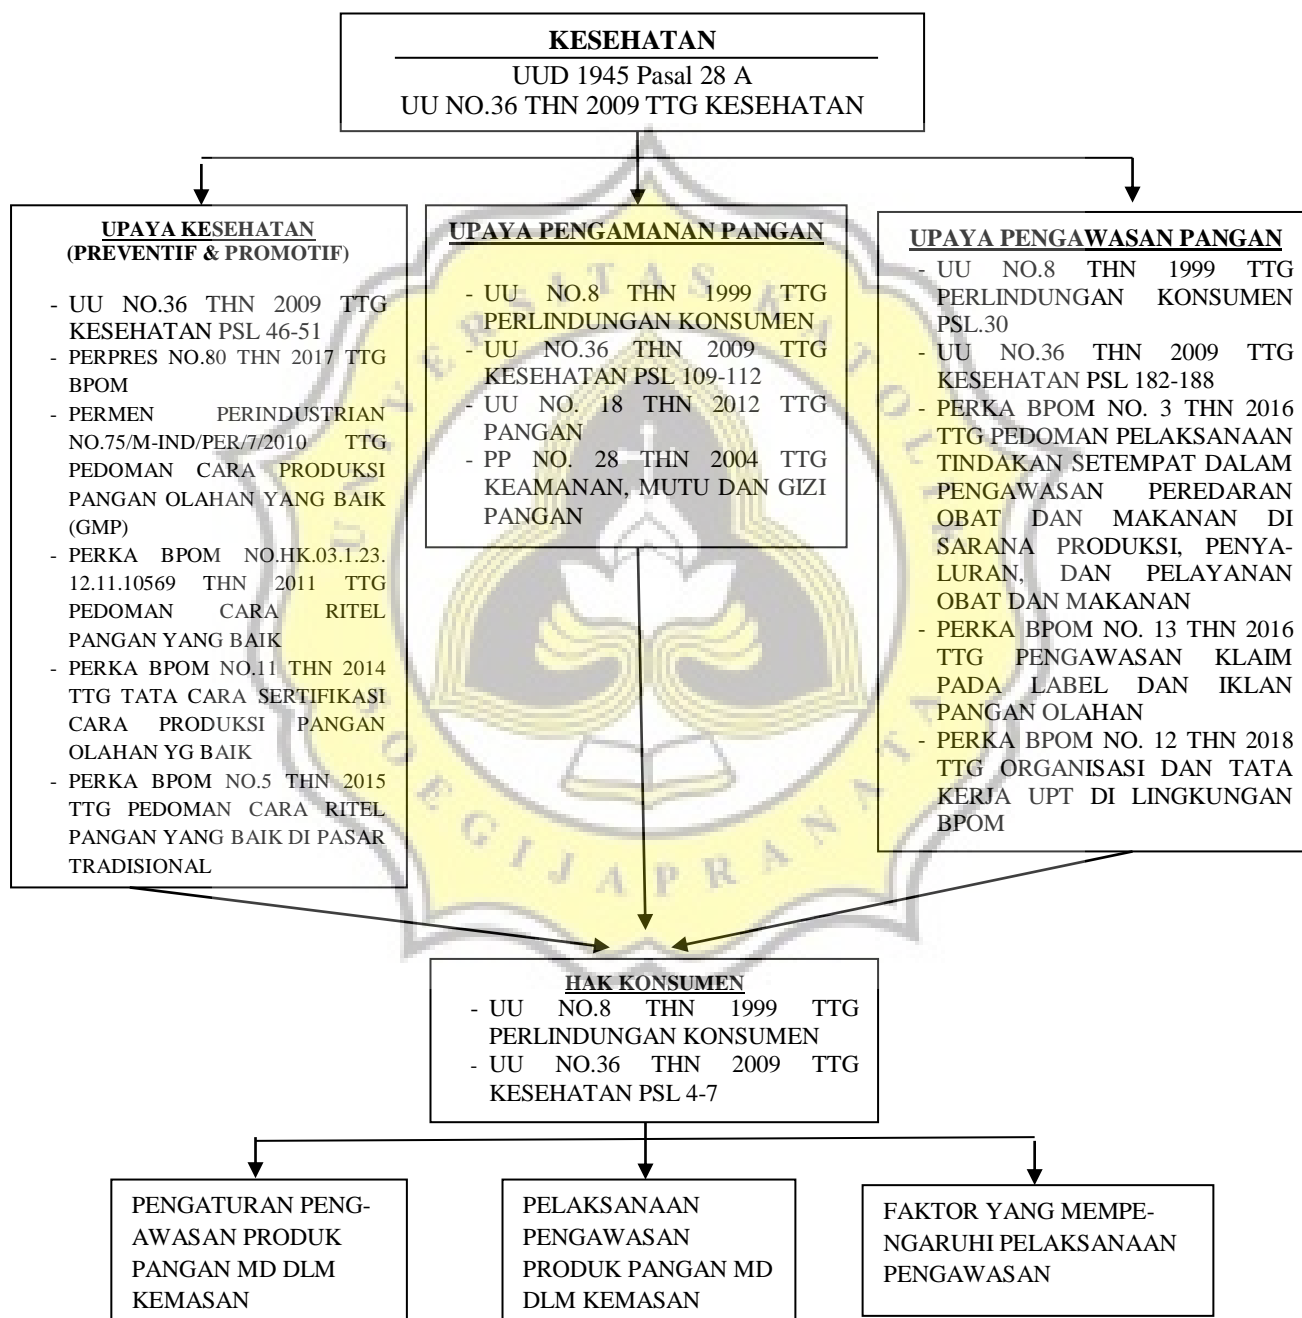 KESEHATAN
UUD 1945 Pasal 28 A
UU NO.36 THN 2009 TTG KESEHATAN
UPAYA KESEHATAN
(PREVENTIF & PROMOTIF)
- UU NO.36 THN 2009 TTG
KESEHATAN PSL 46-51
- PERPRES NO.80 THN 2017 TTG
BPOM
- PERMEN PERINDUSTRIAN
NO.75/M-IND/PER/7/2010 TTG
PEDOMAN CARA PRODUKSI
PANGAN OLAHAN YANG BAIK
(GMP)
- PERKA BPOM NO.HK.03.1.23.
12.11.10569 THN 2011 TTG
PEDOMAN CARA RITEL
PANGAN YANG BAIK
- PERKA BPOM NO.11 THN 2014
TTG TATA CARA SERTIFIKASI
CARA PRODUKSI PANGAN
OLAHAN YG BAIK
- PERKA BPOM NO.5 THN 2015
TTG PEDOMAN CARA RITEL
PANGAN YANG BAIK DI PASAR
TRADISIONAL
UPAYA PENGAMANAN PANGAN
- UU NO.8 THN 1999 TTG
PERLINDUNGAN KONSUMEN
- UU NO.36 THN 2009 TTG
KESEHATAN PSL 109-112
- UU NO. 18 THN 2012 TTG
PANGAN
- PP NO. 28 THN 2004 TTG
KEAMANAN, MUTU DAN GIZI
PANGAN
UPAYA PENGAWASAN PANGAN
- UU NO.8 THN 1999 TTG
PERLINDUNGAN KONSUMEN
PSL.30
- UU NO.36 THN 2009 TTG
KESEHATAN PSL 182-188
- PERKA BPOM NO. 3 THN 2016
TTG PEDOMAN PELAKSANAAN
TINDAKAN SETEMPAT DALAM
PENGAWASAN PEREDARAN
OBAT DAN MAKANAN DI
SARANA PRODUKSI, PENYA-
LURAN, DAN PELAYANAN
OBAT DAN MAKANAN
- PERKA BPOM NO. 13 THN 2016
TTG PENGAWASAN KLAIM
PADA LABEL DAN IKLAN
PANGAN OLAHAN
- PERKA BPOM NO. 12 THN 2018
TTG ORGANISASI DAN TATA
KERJA UPT DI LINGKUNGAN
BPOM
UNIVERSITAS KATOLIK
SOEGIJAPRANATA
HAK KONSUMEN
- UU NO.8 THN 1999 TTG
PERLINDUNGAN KONSUMEN
- UU NO.36 THN 2009 TTG
KESEHATAN PSL 4-7
PENGATURAN PENG-
AWASAN PRODUK
PANGAN MD DLM
KEMASAN
PELAKSANAAN
PENGAWASAN
PRODUK PANGAN MD
DLM KEMASAN
FAKTOR YANG MEMPE-
NGARUHI PELAKSANAAN
PENGAWASAN